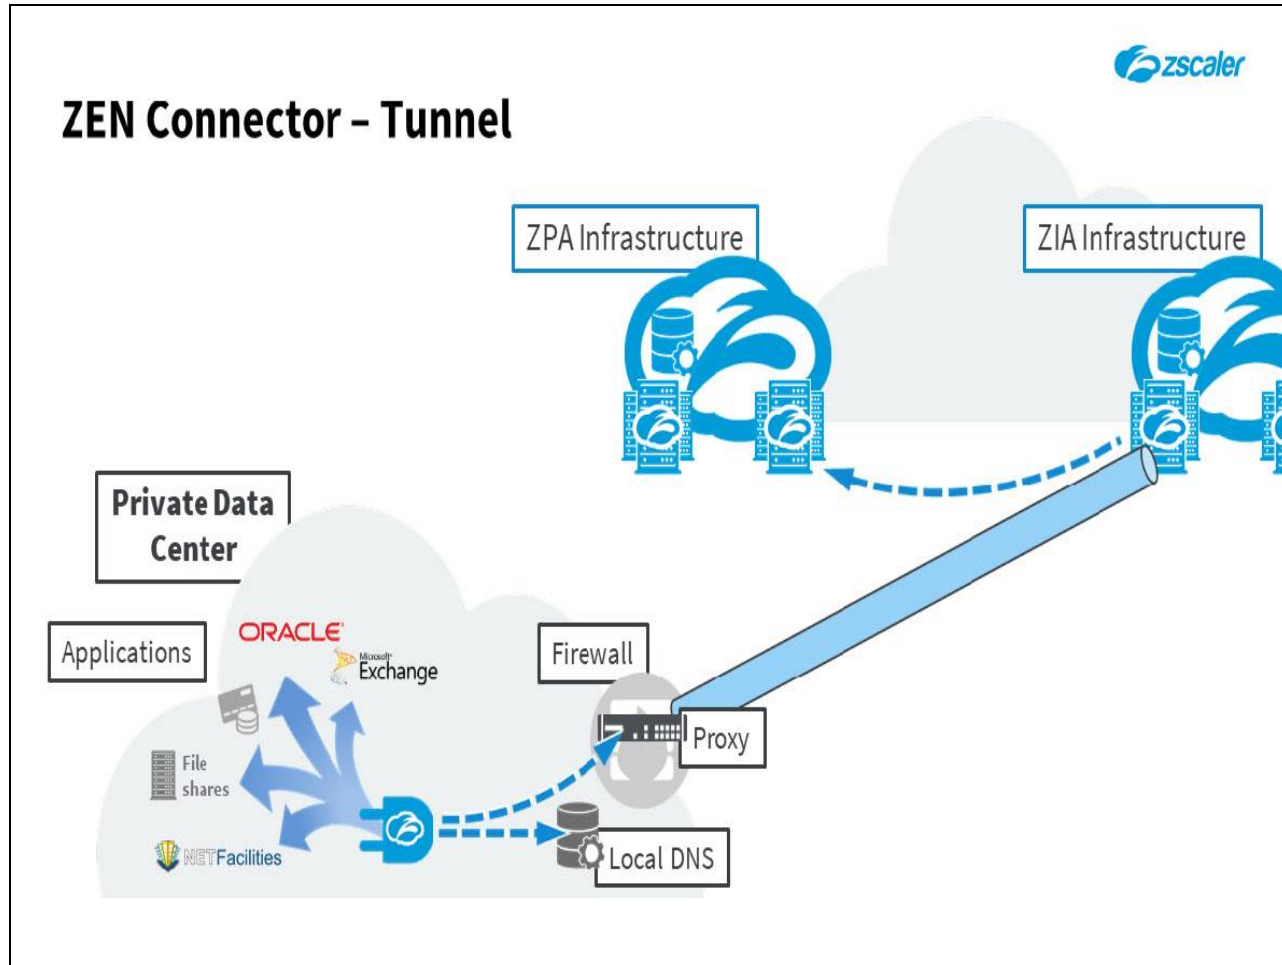 zscaler
ZEN Connector – Tunnel
ZPA Infrastructure
ZIA Infrastructure
Private Data
Center
Applications
ORACLE
Microsoft
Exchange
Firewall
File
shares
Proxy
NETFacilities
Local DNS